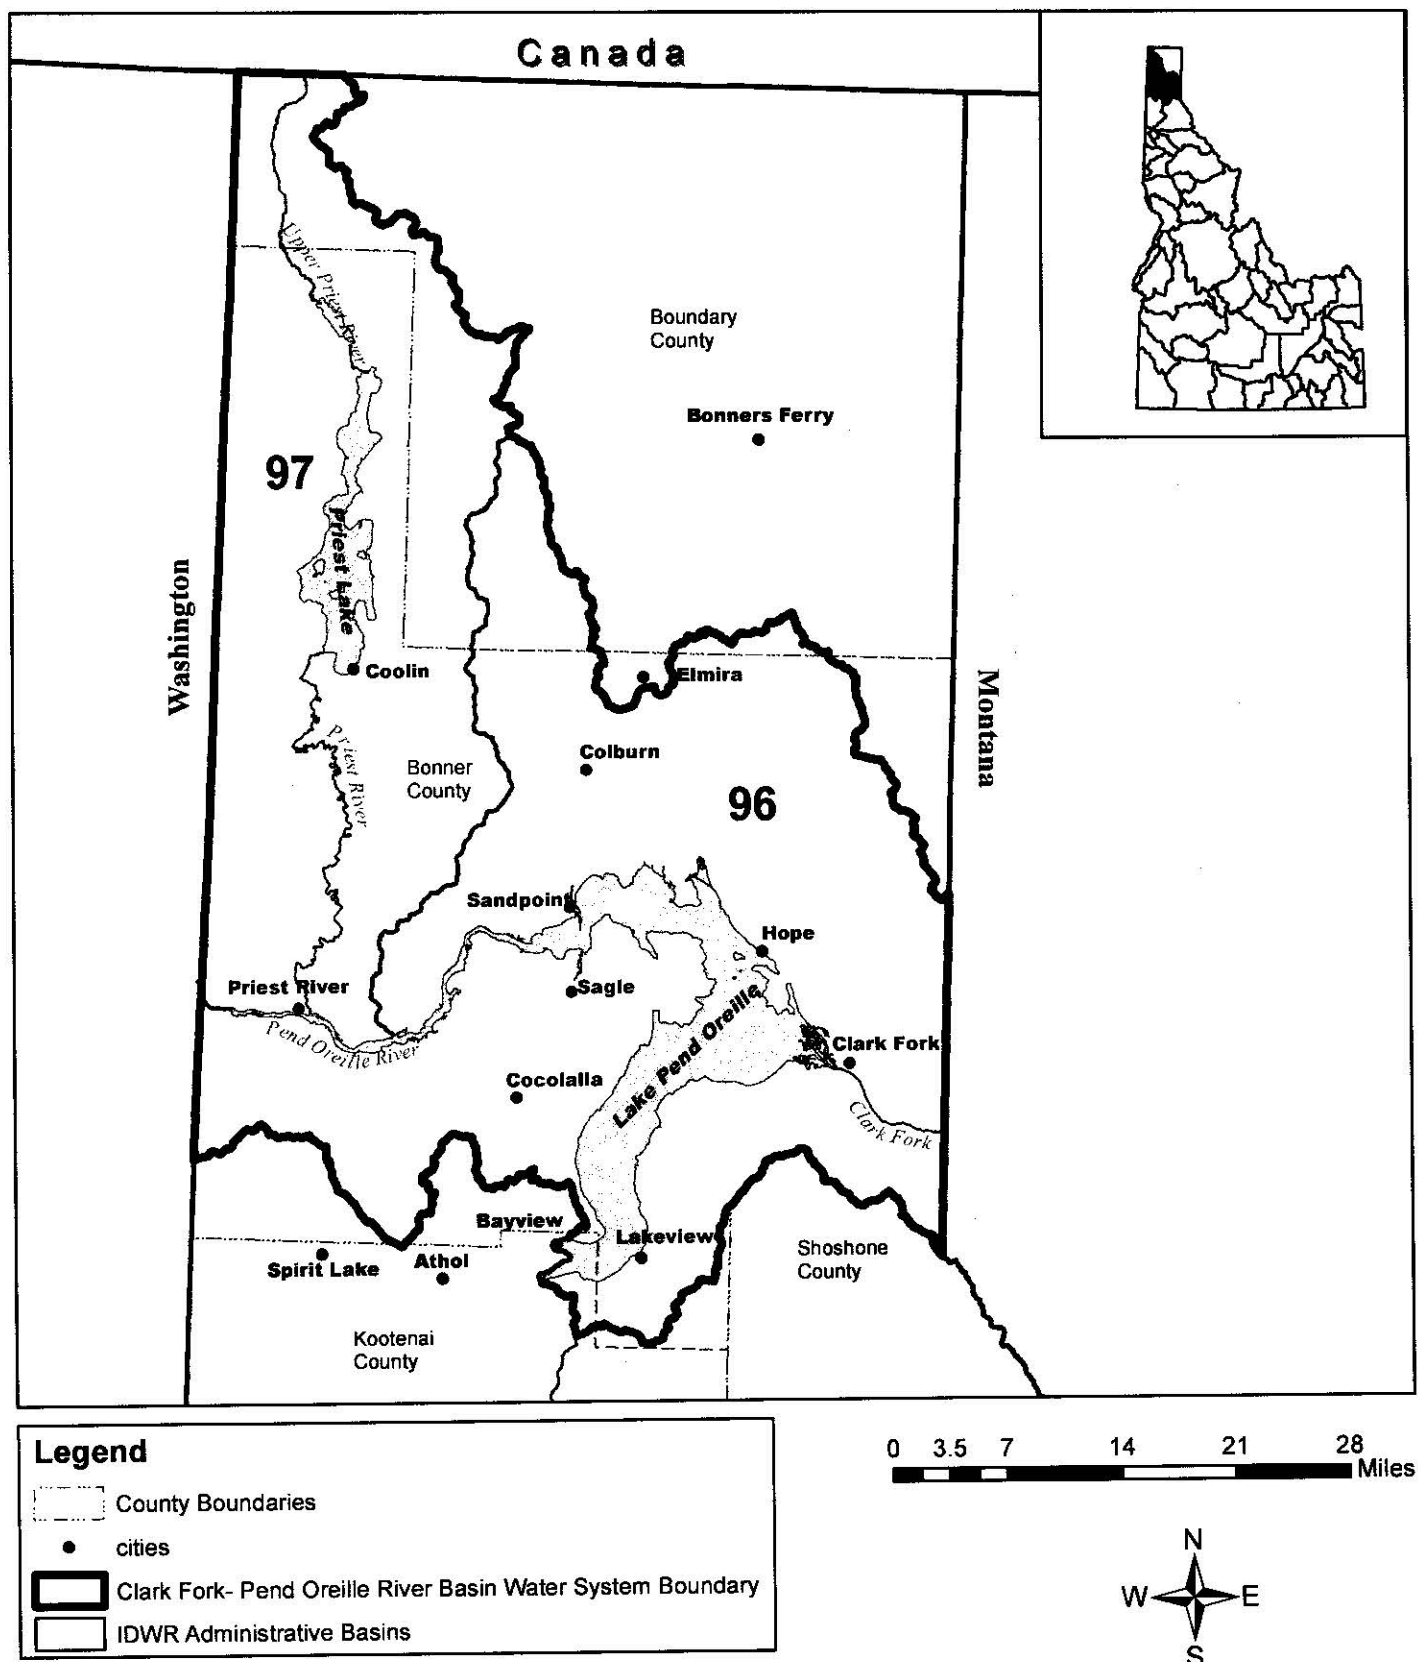 Canada
Upper Priest River
Boundary
County
Bonners Ferry
97
Priest Lake
Washington
Coolin
Elmira
Montana
Priest River
Colburn
Bonner
County
96
Sandpoint
Hope
Priest River
Sagle
Pend Oreille River
Lake Pend Oreille
Clark Fork
Cocolalla
Clark Fork
Bayview
Lakeview
Spirit Lake
Athol
Shoshone
County
Kootenai
County
Legend
County Boundaries
cities
Clark Fork- Pend Oreille River Basin Water System Boundary
IDWR Administrative Basins
0 3.5 7 14 21 28
Miles
N
W E
S